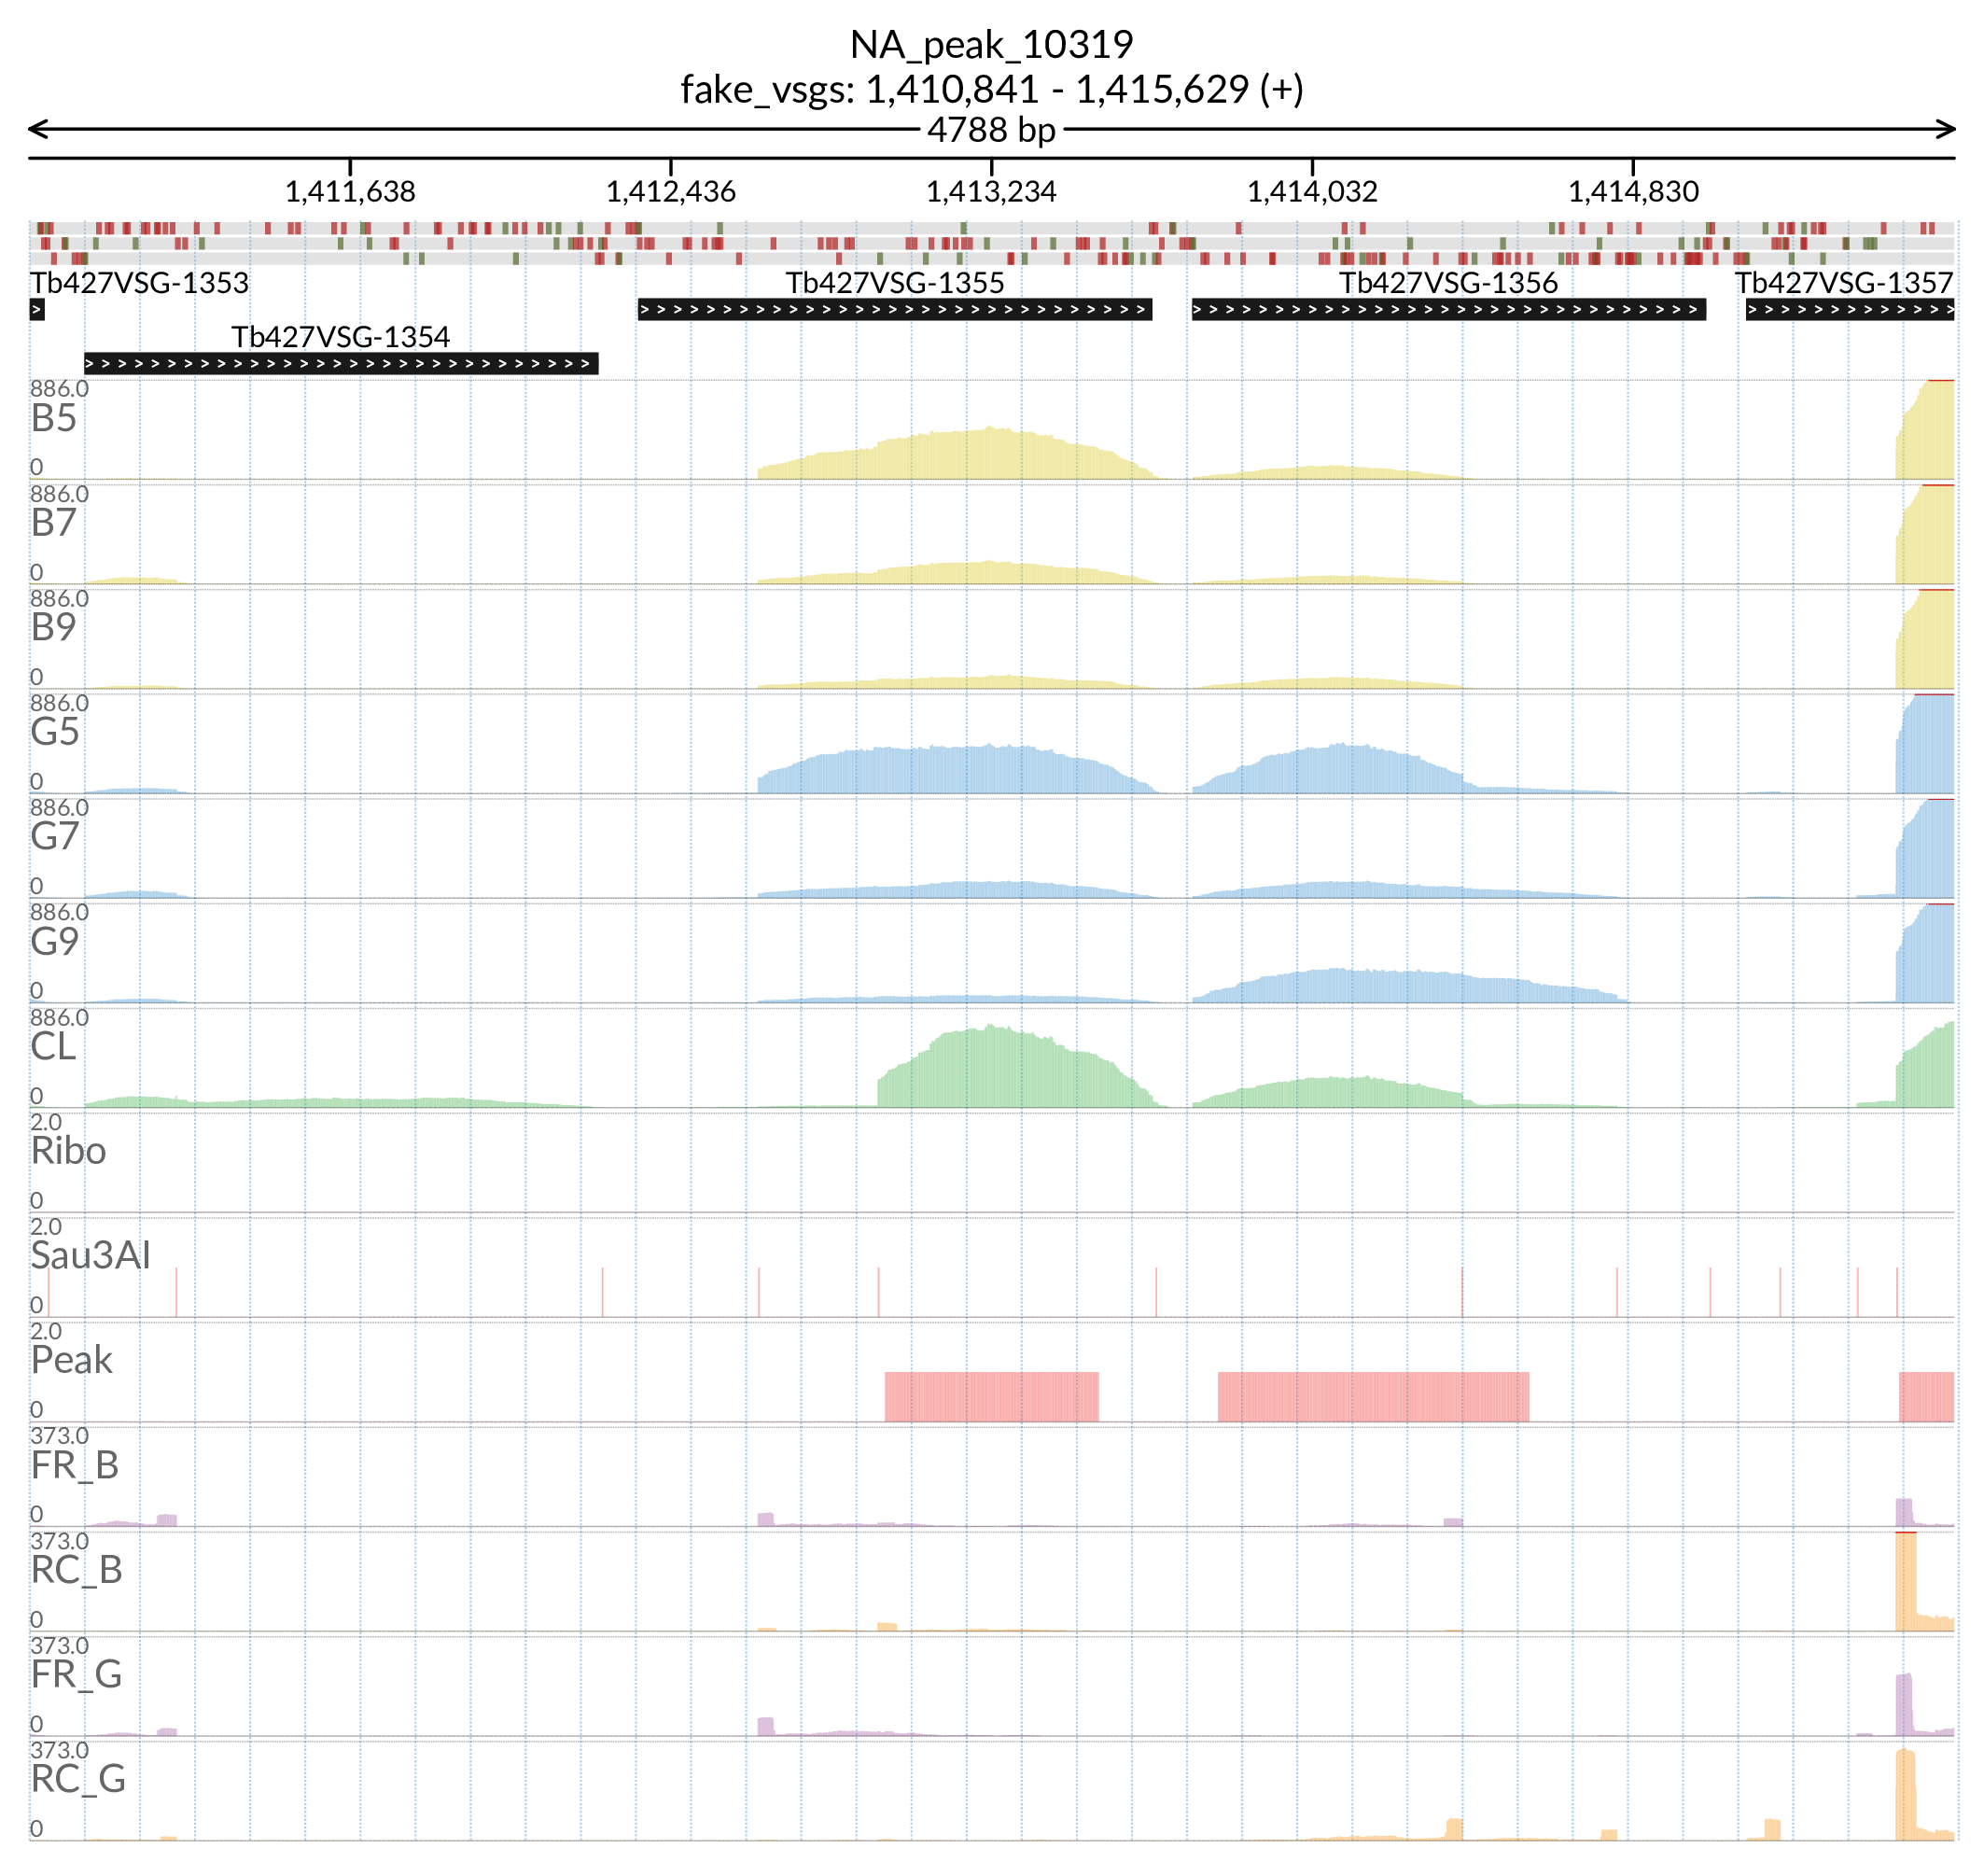 NA_peak_10319
fake_vsgs: 1,410,841 - 1,415,629 (+)
4788 bp
1,411,638 1,412,436 1,413,234 1,414,032 1,414,830
Tb427VSG-1353 Tb427VSG-1355 Tb427VSG-1356 Tb427VSG-1357
Tb427VSG-1354
886.0
B5
0
886.0
B7
0
886.0
B9
0
886.0
G5
0
886.0
G7
0
886.0
G9
0
886.0
CL
0
2.0
Ribo
0
2.0
Sau3AI
0
2.0
Peak
0
373.0
FR_B
0
373.0
RC_B
0
373.0
FR_G
0
373.0
RC_G
0